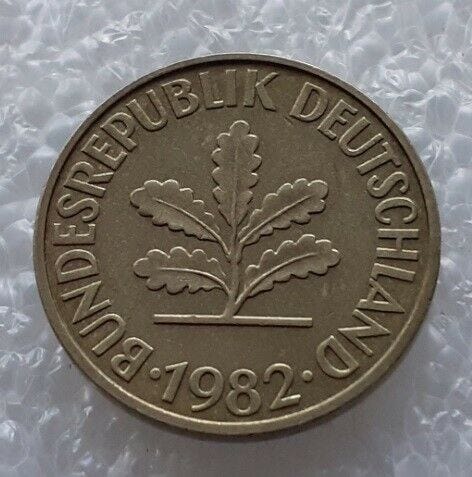 BUNDESREPUBLIK DEUTSCHLAND
· 1982 ·